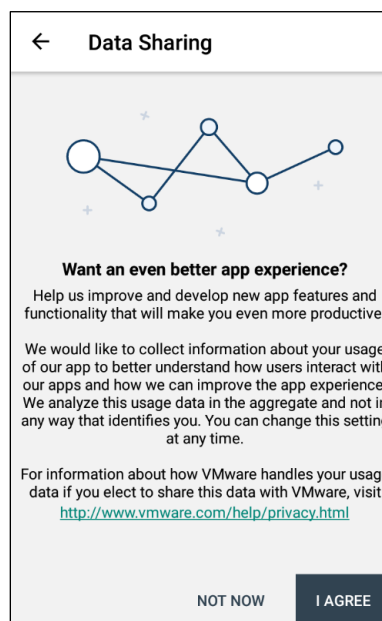 Data Sharing
Want an even better app experience?
Help us improve and develop new app features and
functionality that will make you even more productive
We would like to collect information about your usage
of our app to better understand how users interact with
our apps and how we can improve the app experience
We analyze this usage data in the aggregate and not in
any way that identifies you. You can change this setting
at any time.
For information about how VMware handles your usage
data if you elect to share this data with VMware, visit
http://www.vmware.com/help/privacy.html
NOT NOW
I AGREE